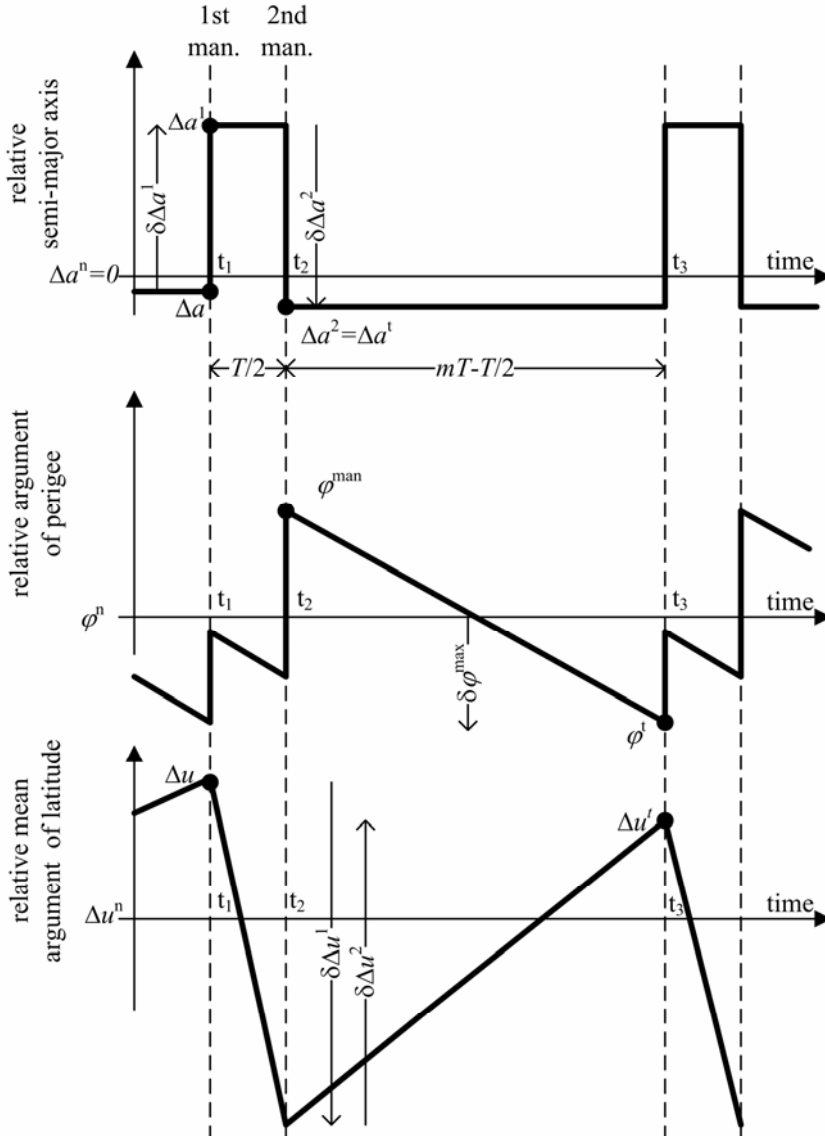 1st 2nd
man. man.
relative
semi-major axis
Δa¹
δΔa¹
δΔa²
t₁ t₂ t₃ time
Δaⁿ=0
Δa
Δa²=Δaᵗ
T/2 mT-T/2
relative argument
of perigee
φᵐᵃⁿ
t₁ t₂ t₃ time
φⁿ
δφᵐᵃˣ
φᵗ
relative mean
argument of latitude
Δu
Δuᵗ
t₁ t₂ t₃ time
Δuⁿ
δΔu¹
δΔu²